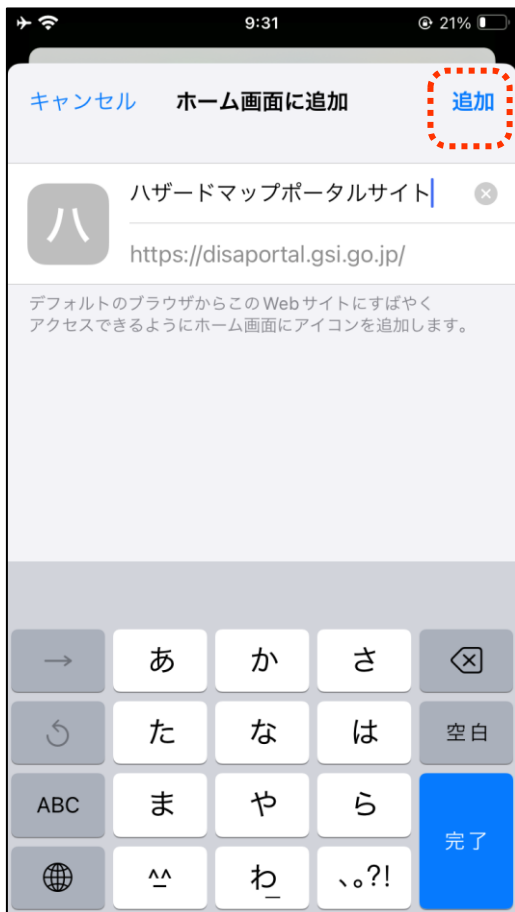 9:31
21%
キャンセル ホーム画面に追加 追加
ハザードマップポータルサイト
ハ
https://disaportal.gsi.go.jp/
デフォルトのブラウザからこのWebサイトにすばやく
アクセスできるようにホーム画面にアイコンを追加します。
→ あ か さ
た な は 空白
ABC ま や ら
完了
^^ わ 、。?!